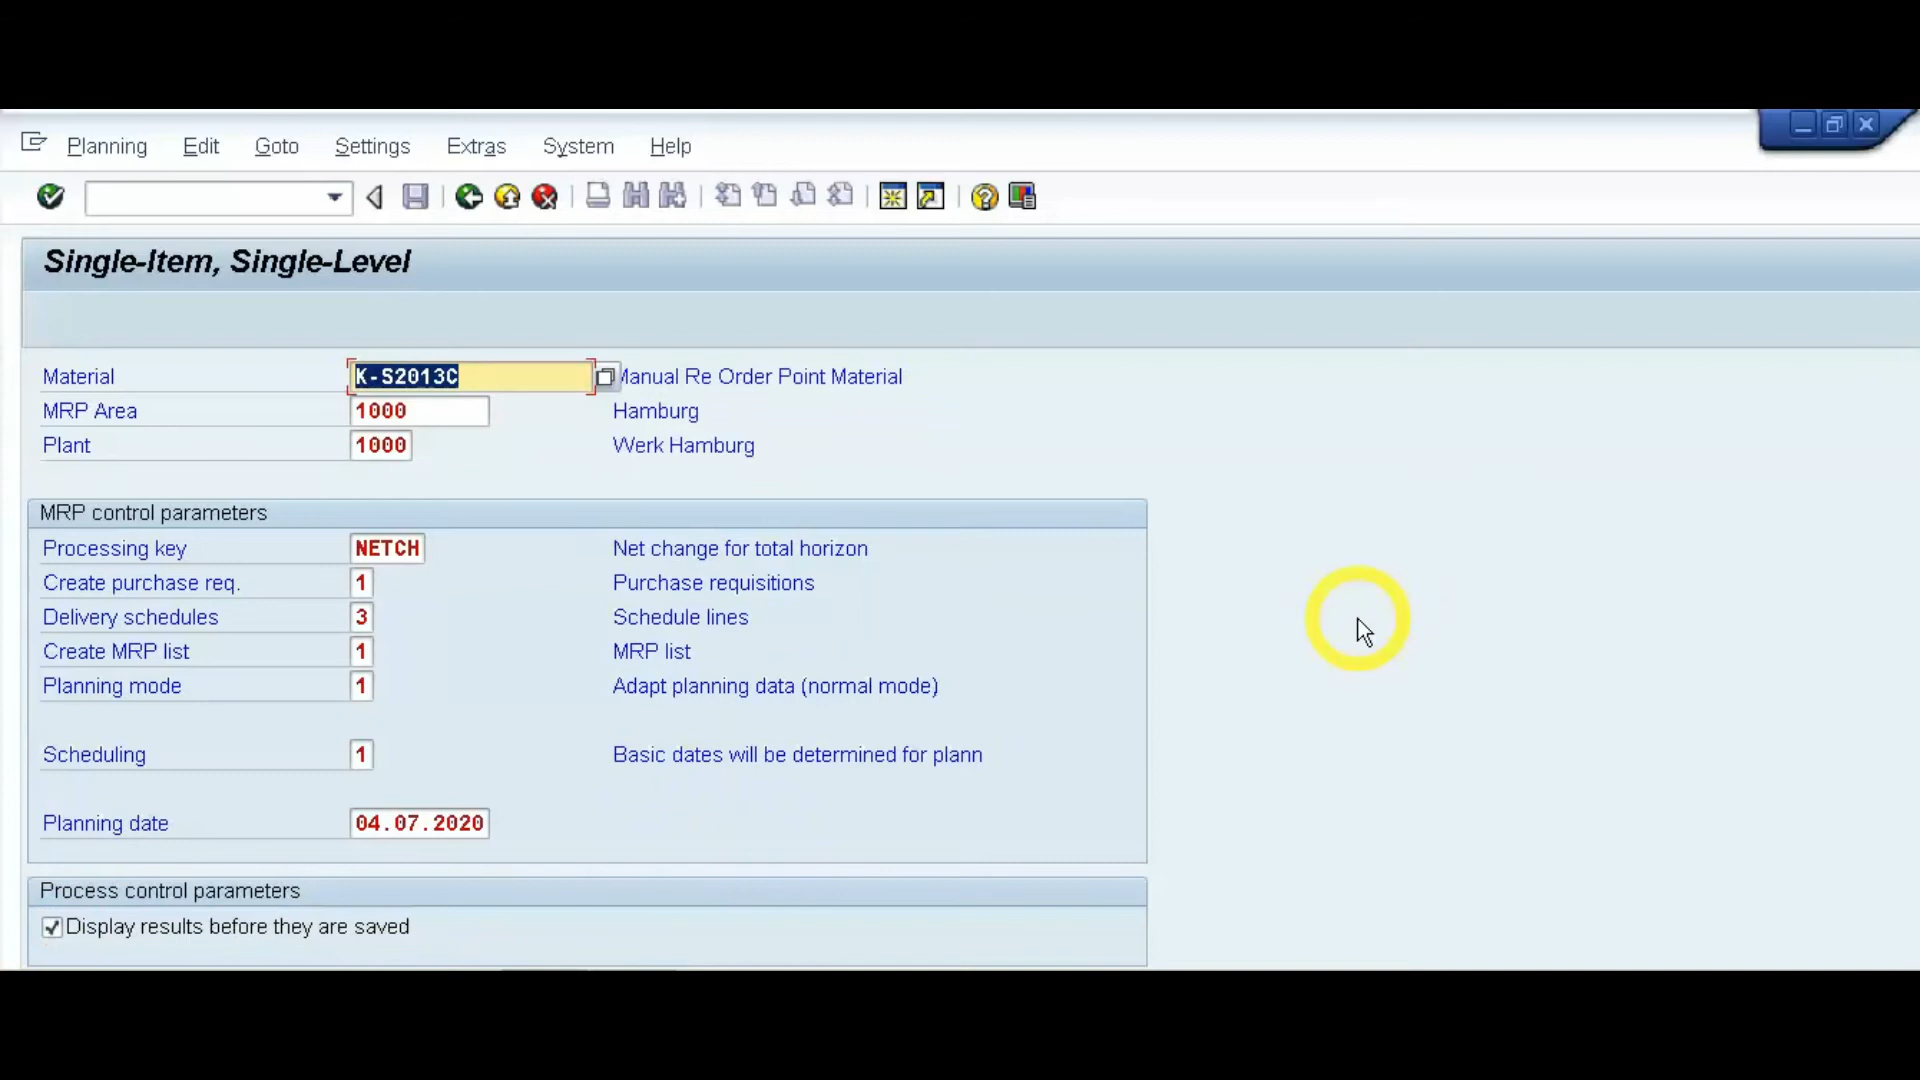 Planning Edit Goto Settings Extras System Help
Single-Item, Single-Level
Material K-S2013C Manual Re Order Point Material
MRP Area 1000 Hamburg
Plant 1000 Werk Hamburg
MRP control parameters
Processing key NETCH Net change for total horizon
Create purchase req. 1 Purchase requisitions
Delivery schedules 3 Schedule lines
Create MRP list 1 MRP list
Planning mode 1 Adapt planning data (normal mode)
Scheduling 1 Basic dates will be determined for plann
Planning date 04.07.2020
Process control parameters
Display results before they are saved